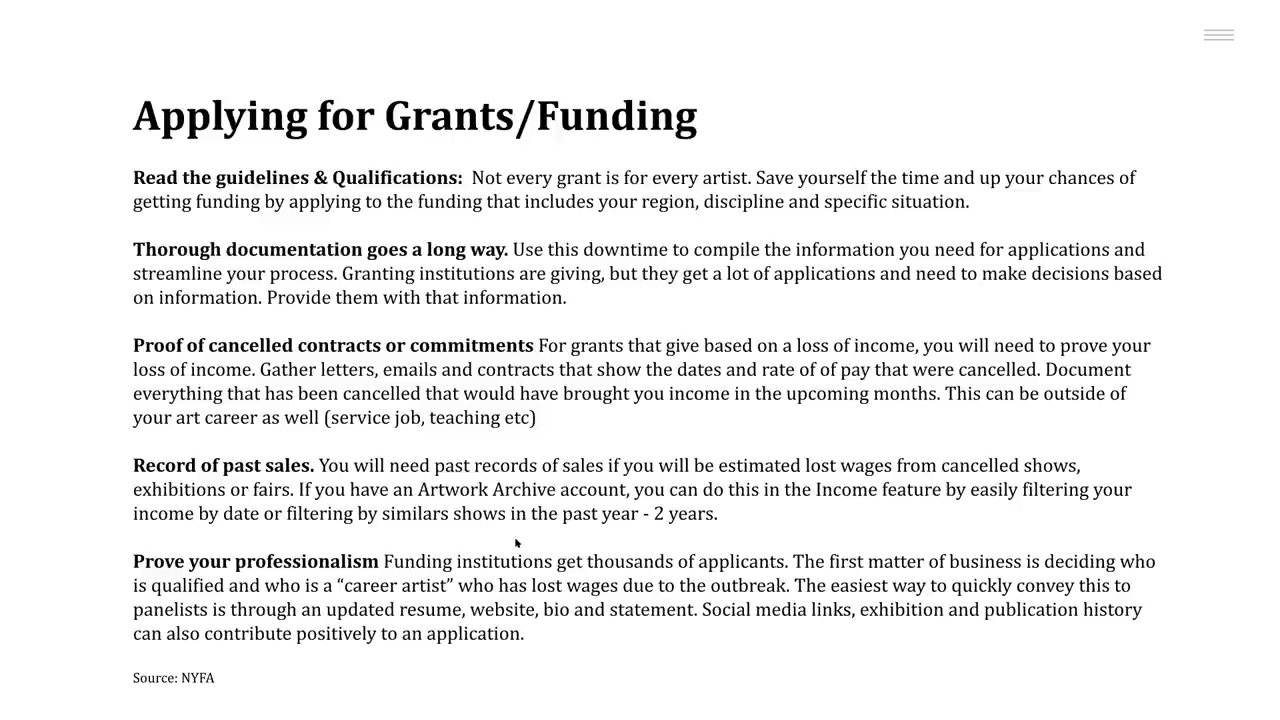 Applying for Grants/Funding
Read the guidelines & Qualifications:  Not every grant is for every artist. Save yourself the time and up your chances of
getting funding by applying to the funding that includes your region, discipline and specific situation.
Thorough documentation goes a long way. Use this downtime to compile the information you need for applications and
streamline your process. Granting institutions are giving, but they get a lot of applications and need to make decisions based
on information. Provide them with that information.
Proof of cancelled contracts or commitments For grants that give based on a loss of income, you will need to prove your
loss of income. Gather letters, emails and contracts that show the dates and rate of of pay that were cancelled. Document
everything that has been cancelled that would have brought you income in the upcoming months. This can be outside of
your art career as well (service job, teaching etc)
Record of past sales. You will need past records of sales if you will be estimated lost wages from cancelled shows,
exhibitions or fairs. If you have an Artwork Archive account, you can do this in the Income feature by easily filtering your
income by date or filtering by similars shows in the past year - 2 years.
Prove your professionalism Funding institutions get thousands of applicants. The first matter of business is deciding who
is qualified and who is a “career artist” who has lost wages due to the outbreak. The easiest way to quickly convey this to
panelists is through an updated resume, website, bio and statement. Social media links, exhibition and publication history
can also contribute positively to an application.
Source: NYFA